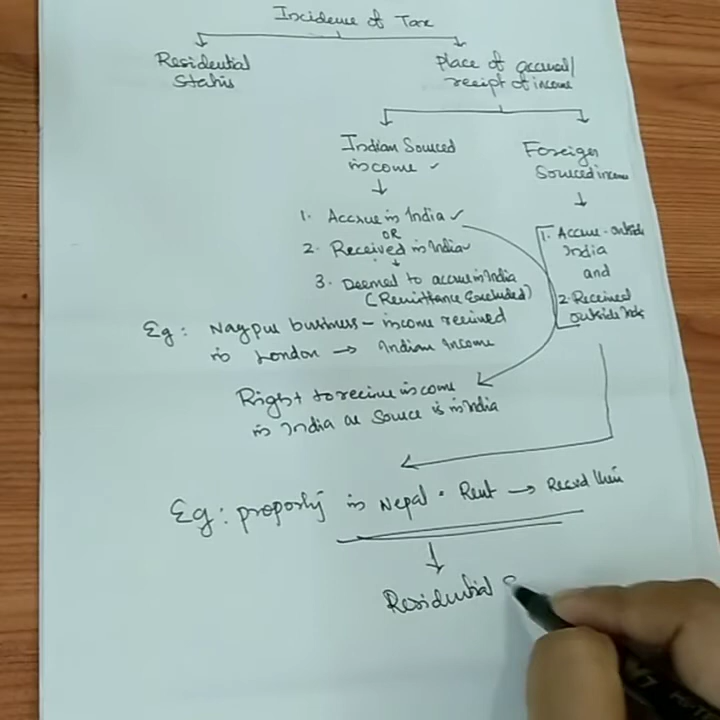 Incidence of Tax
Residential
Status
Place of accrual/
receipt of income
Indian Sourced
income
Foreign
Sourced income
1. Accrue in India
OR
2. Received in India
3. Deemed to accrue in India
(Remittance Excluded)
1. Accrue - outside
India
and
2. Received
outside India
Eg: Nagpur business - income received
in London → Indian Income
Right to receive income
in India as Source is in India
Eg: property in Nepal. Rent → Received
Residential S